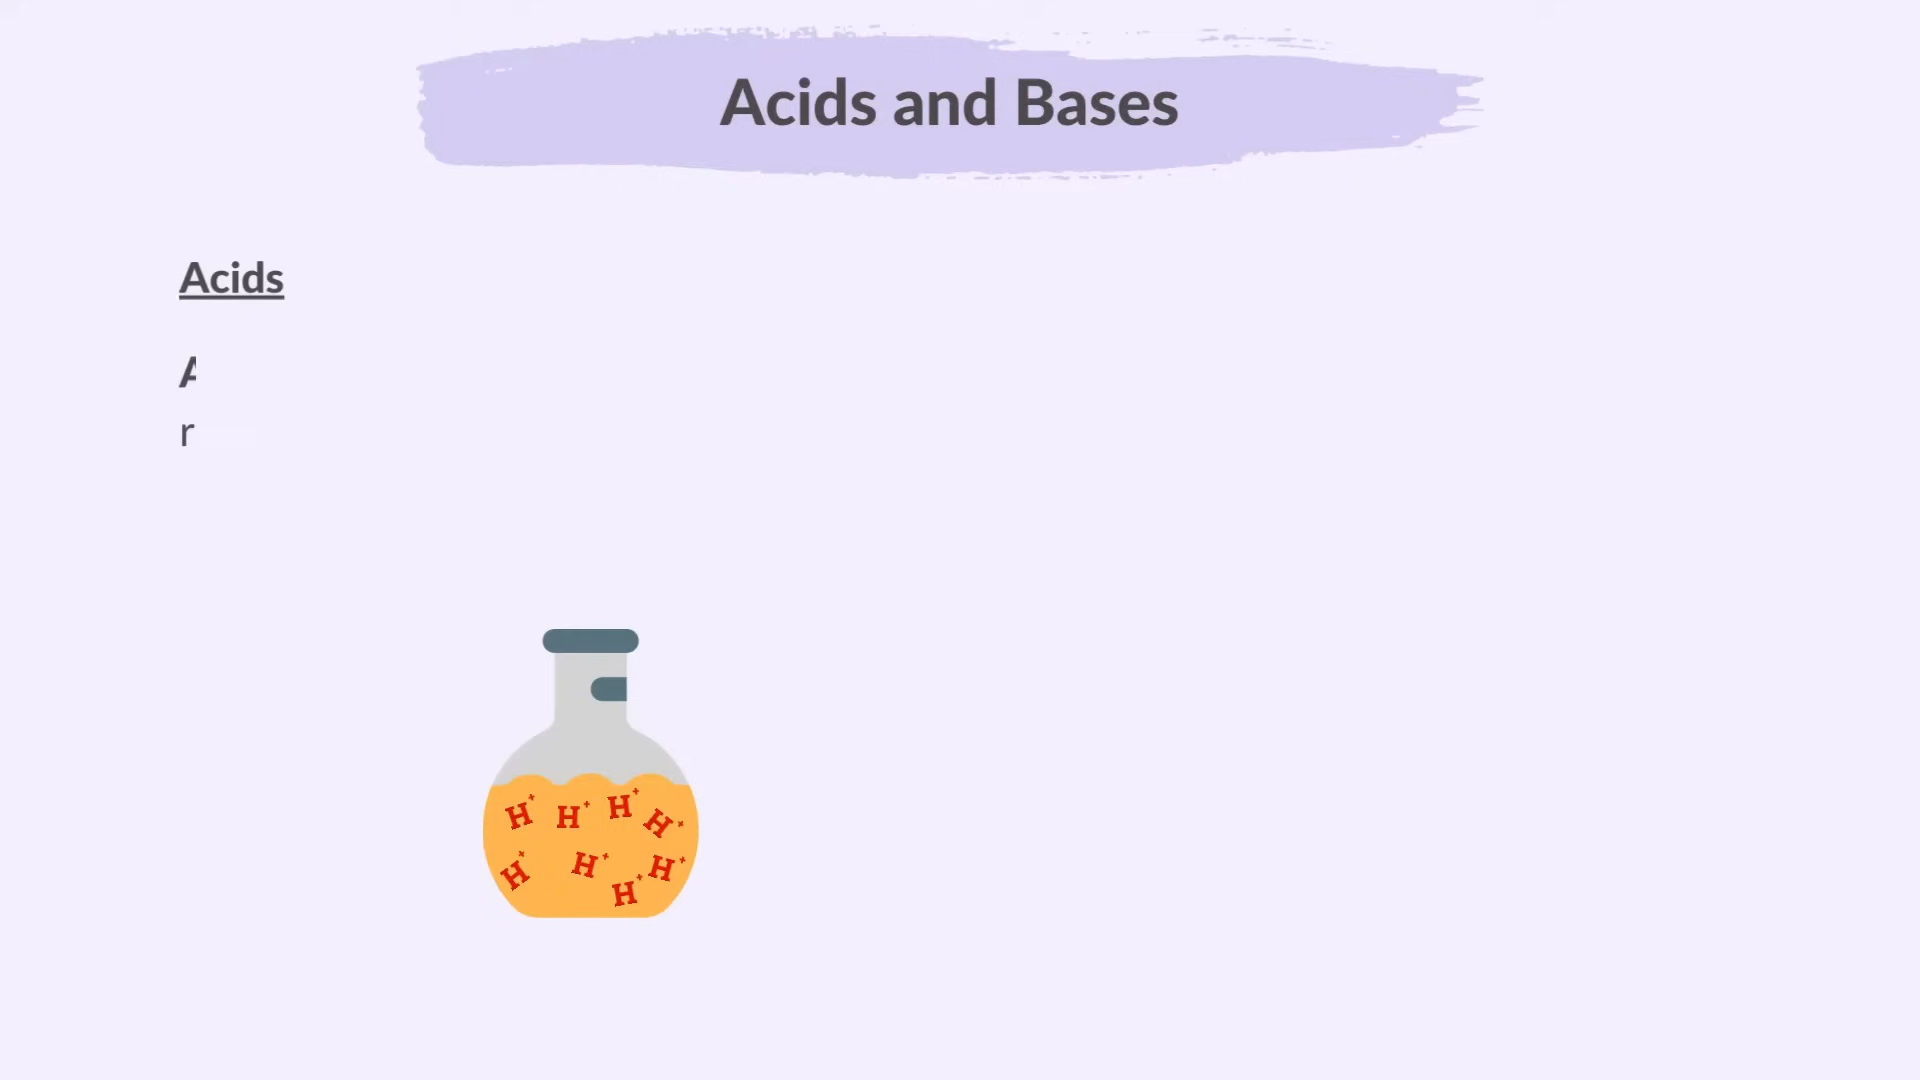 Acids and Bases
Acids
A
r
H⁺ H⁺ H⁺ H⁺
H⁺ H⁺ H⁺
H⁺